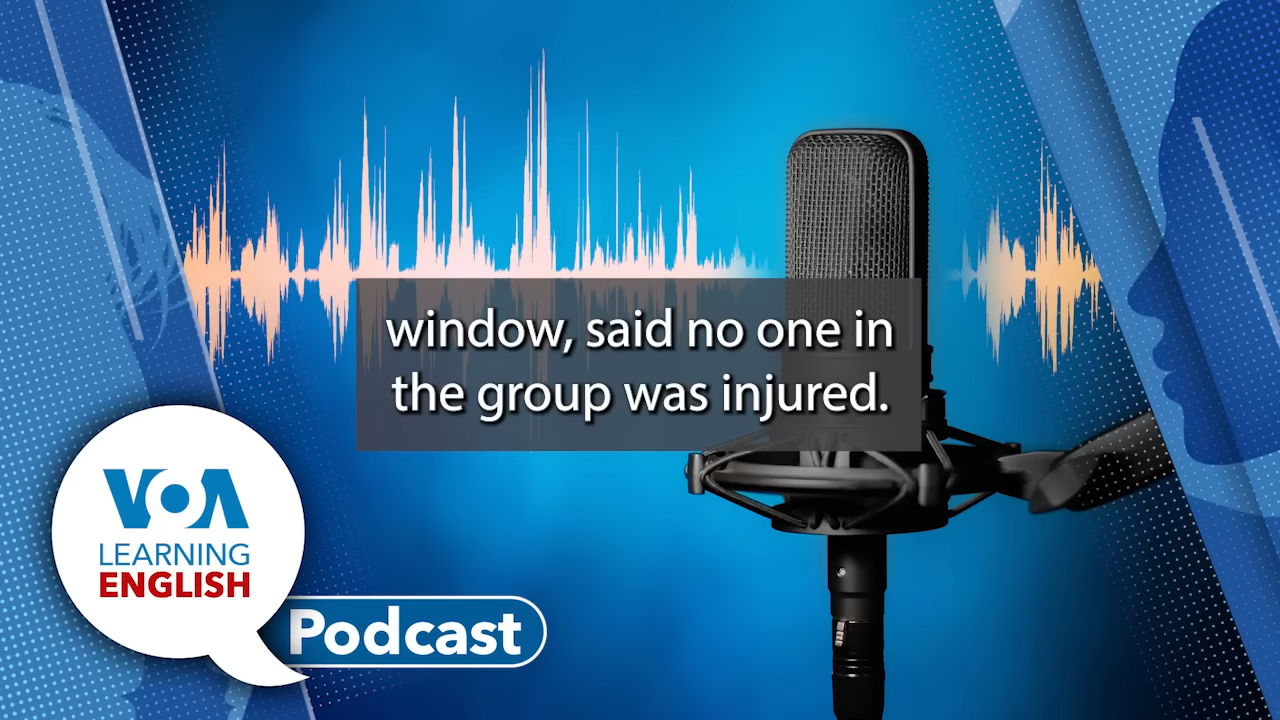 window, said no one in
the group was injured.
VOA
LEARNING
ENGLISH
Podcast